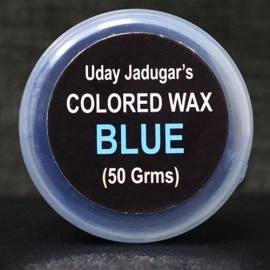 Uday Jadugar's
COLORED WAX
BLUE
(50 Grms)